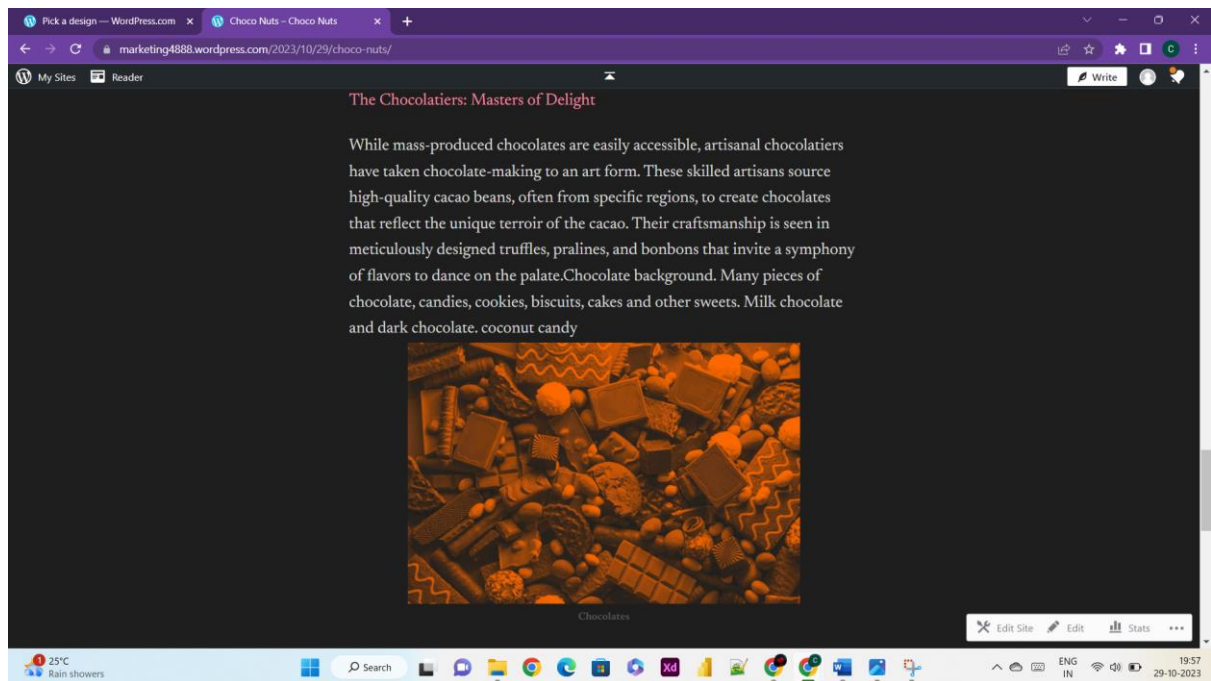 Pick a design — WordPress.com
Choco Nuts – Choco Nuts
marketing4888.wordpress.com/2023/10/29/choco-nuts/
My Sites
Reader
Write
The Chocolatiers: Masters of Delight
While mass-produced chocolates are easily accessible, artisanal chocolatiers
have taken chocolate-making to an art form. These skilled artisans source
high-quality cacao beans, often from specific regions, to create chocolates
that reflect the unique terroir of the cacao. Their craftsmanship is seen in
meticulously designed truffles, pralines, and bonbons that invite a symphony
of flavors to dance on the palate.Chocolate background. Many pieces of
chocolate, candies, cookies, biscuits, cakes and other sweets. Milk chocolate
and dark chocolate. coconut candy
Chocolates
Edit Site
Edit
Stats
1
25°C
Rain showers
Search
Xd
ENG
IN
19:57
29-10-2023